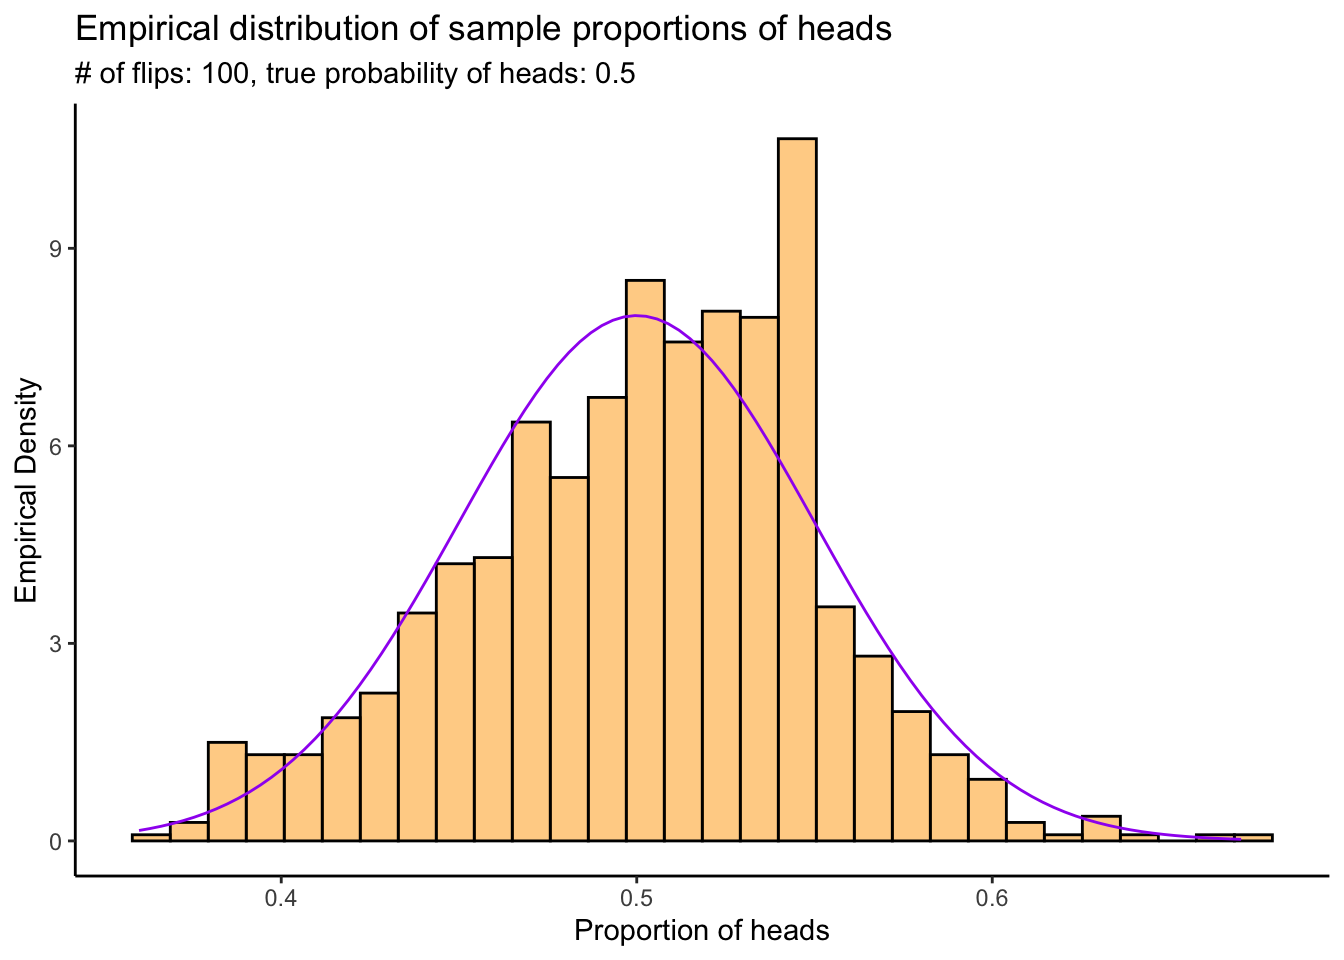 Empirical distribution of sample proportions of heads
# of flips: 100, true probability of heads: 0.5
Empirical Density
9
6
3
0
0.4 0.5 0.6
Proportion of heads